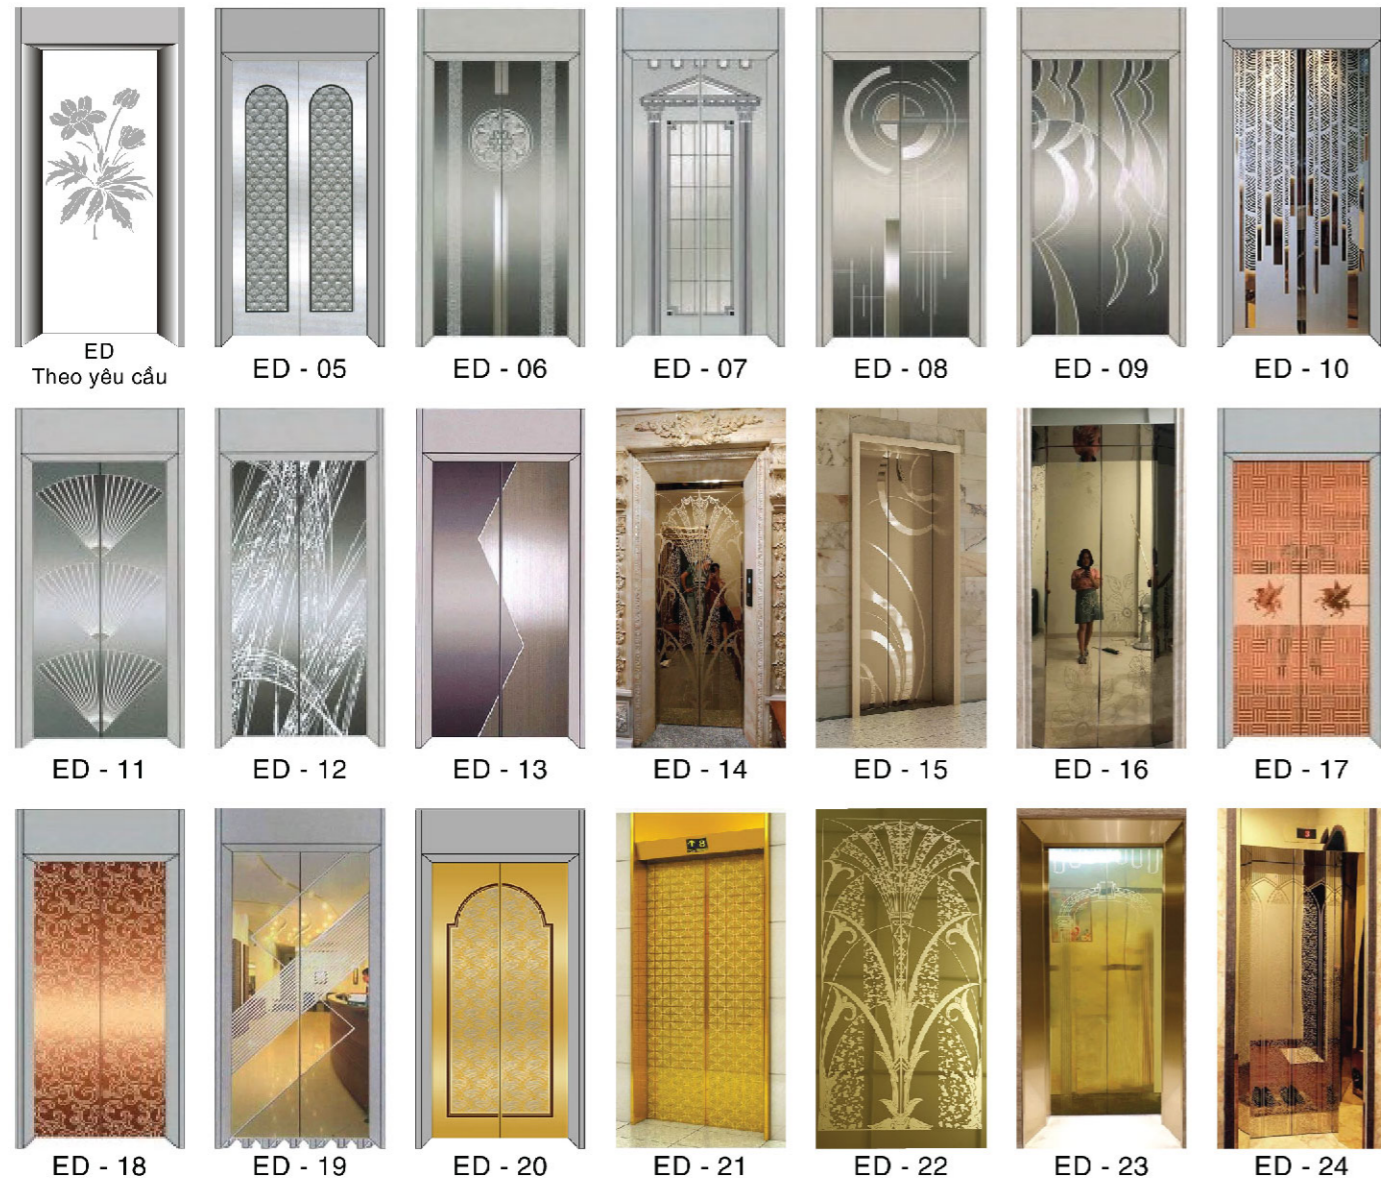 ED
Theo yêu cầu
ED - 05
ED - 06
ED - 07
ED - 08
ED - 09
ED - 10
ED - 11
ED - 12
ED - 13
ED - 14
ED - 15
ED - 16
ED - 17
ED - 18
ED - 19
ED - 20
ED - 21
ED - 22
ED - 23
ED - 24